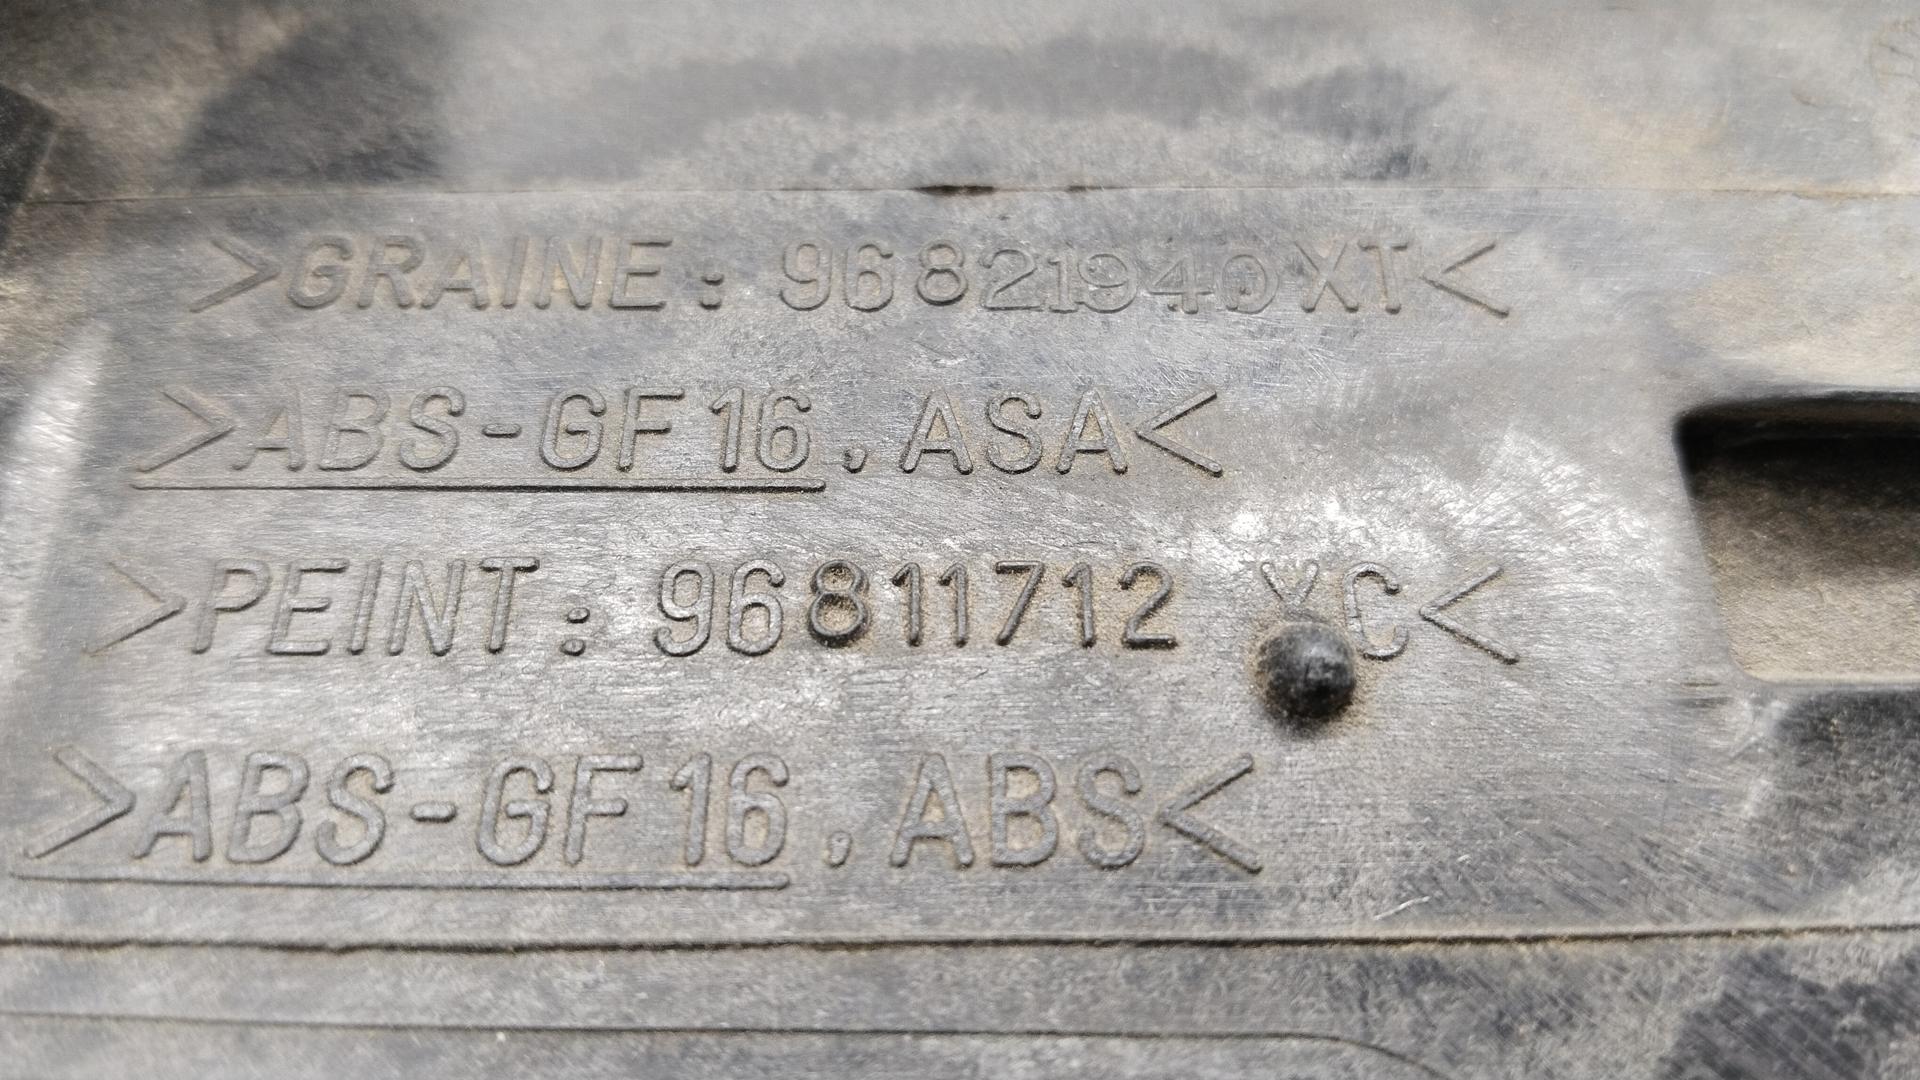 >GRAINE: 96821940XT<
>ABS-GF16,ASA<
>PEINT: 96811712 XC<
>ABS-GF16,ABS<